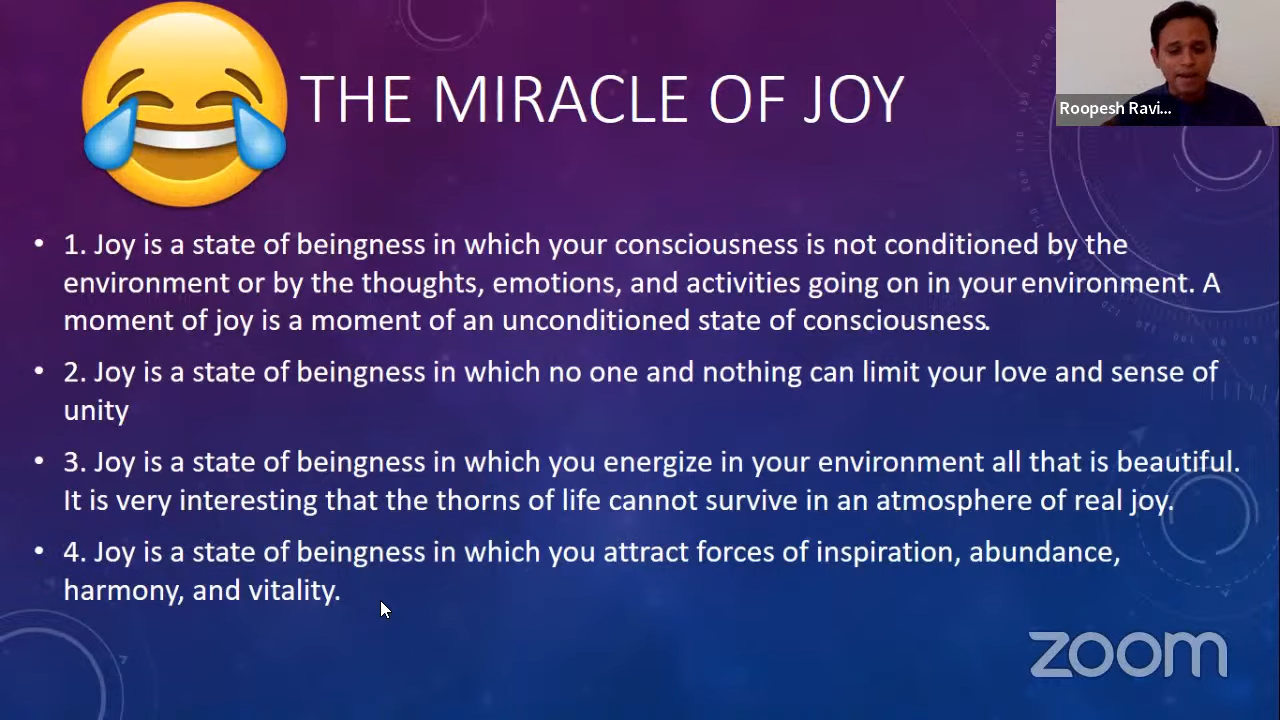 THE MIRACLE OF JOY
Roopesh Ravi...
• 1. Joy is a state of beingness in which your consciousness is not conditioned by the
environment or by the thoughts, emotions, and activities going on in your environment. A
moment of joy is a moment of an unconditioned state of consciousness.
• 2. Joy is a state of beingness in which no one and nothing can limit your love and sense of
unity
• 3. Joy is a state of beingness in which you energize in your environment all that is beautiful.
It is very interesting that the thorns of life cannot survive in an atmosphere of real joy.
• 4. Joy is a state of beingness in which you attract forces of inspiration, abundance,
harmony, and vitality.
zoom